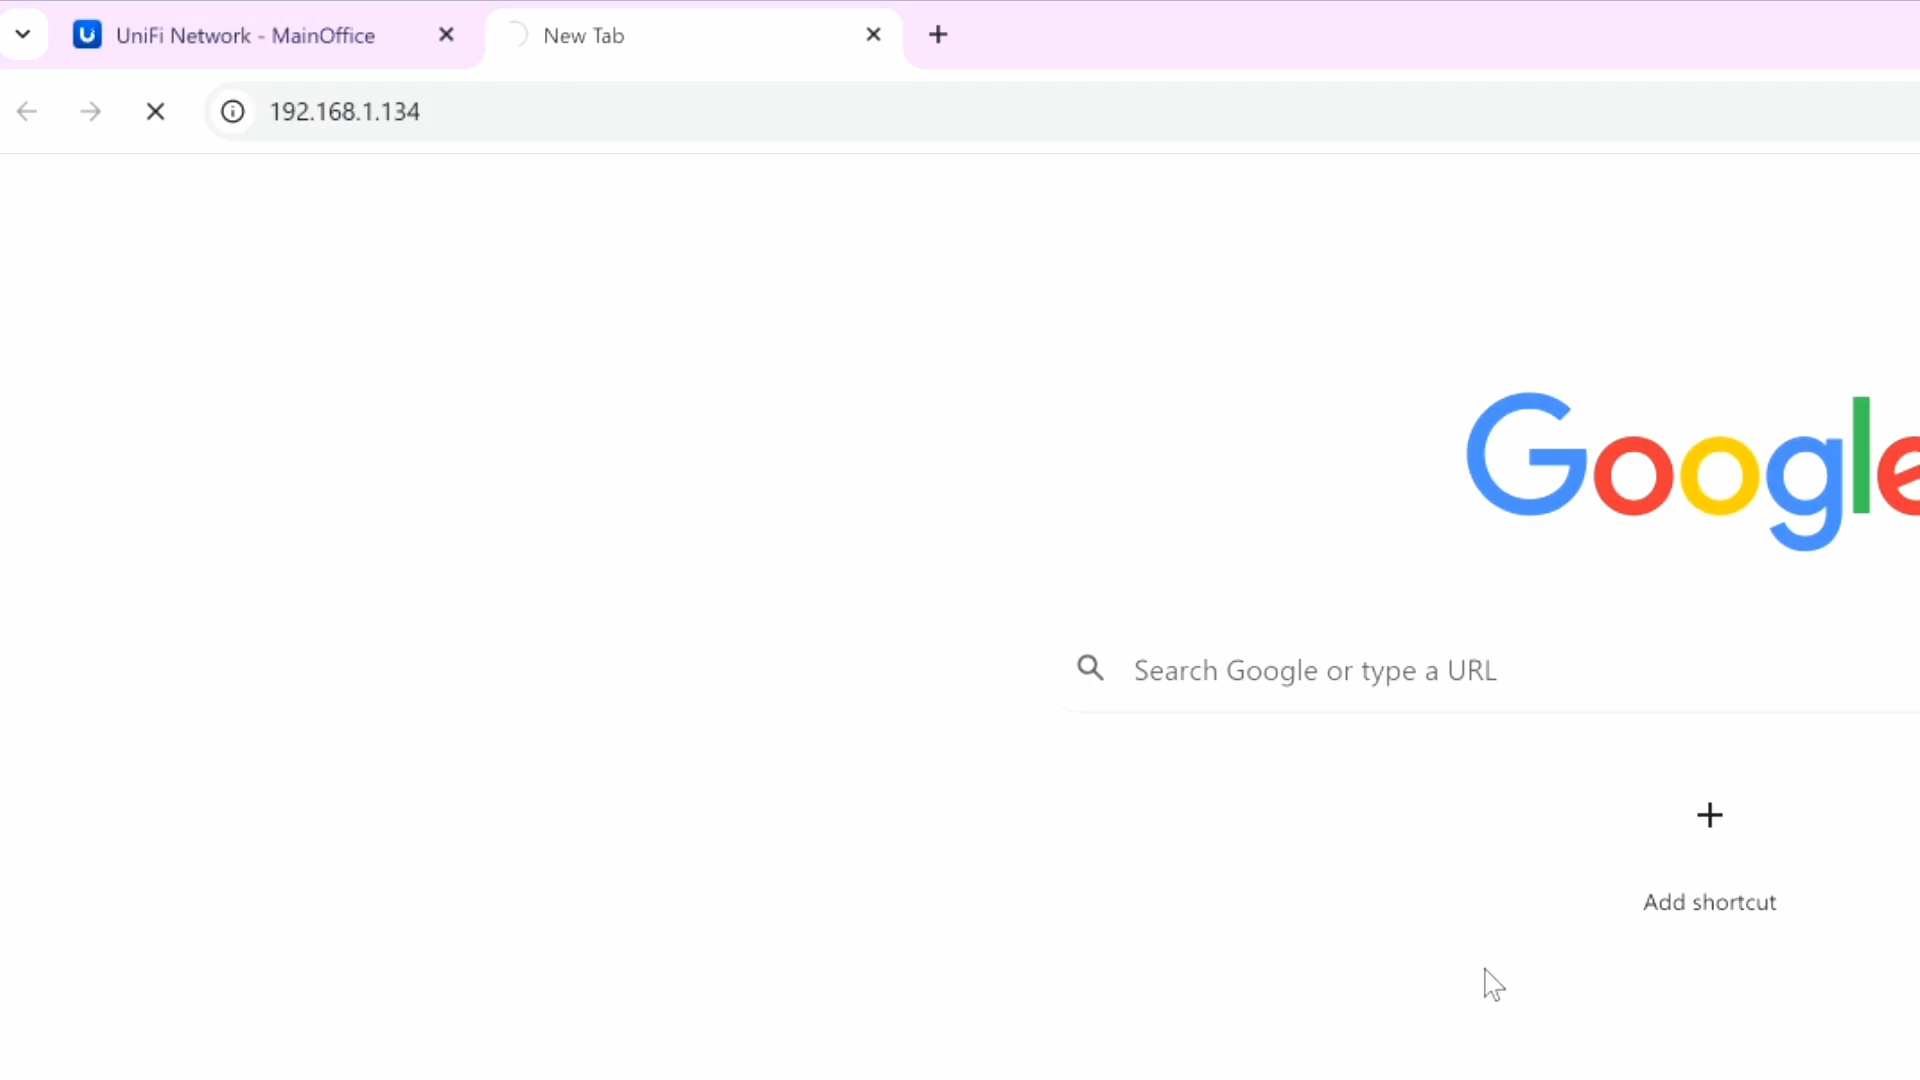 UniFi Network - MainOffice
New Tab
192.168.1.134
Google
Search Google or type a URL
Add shortcut